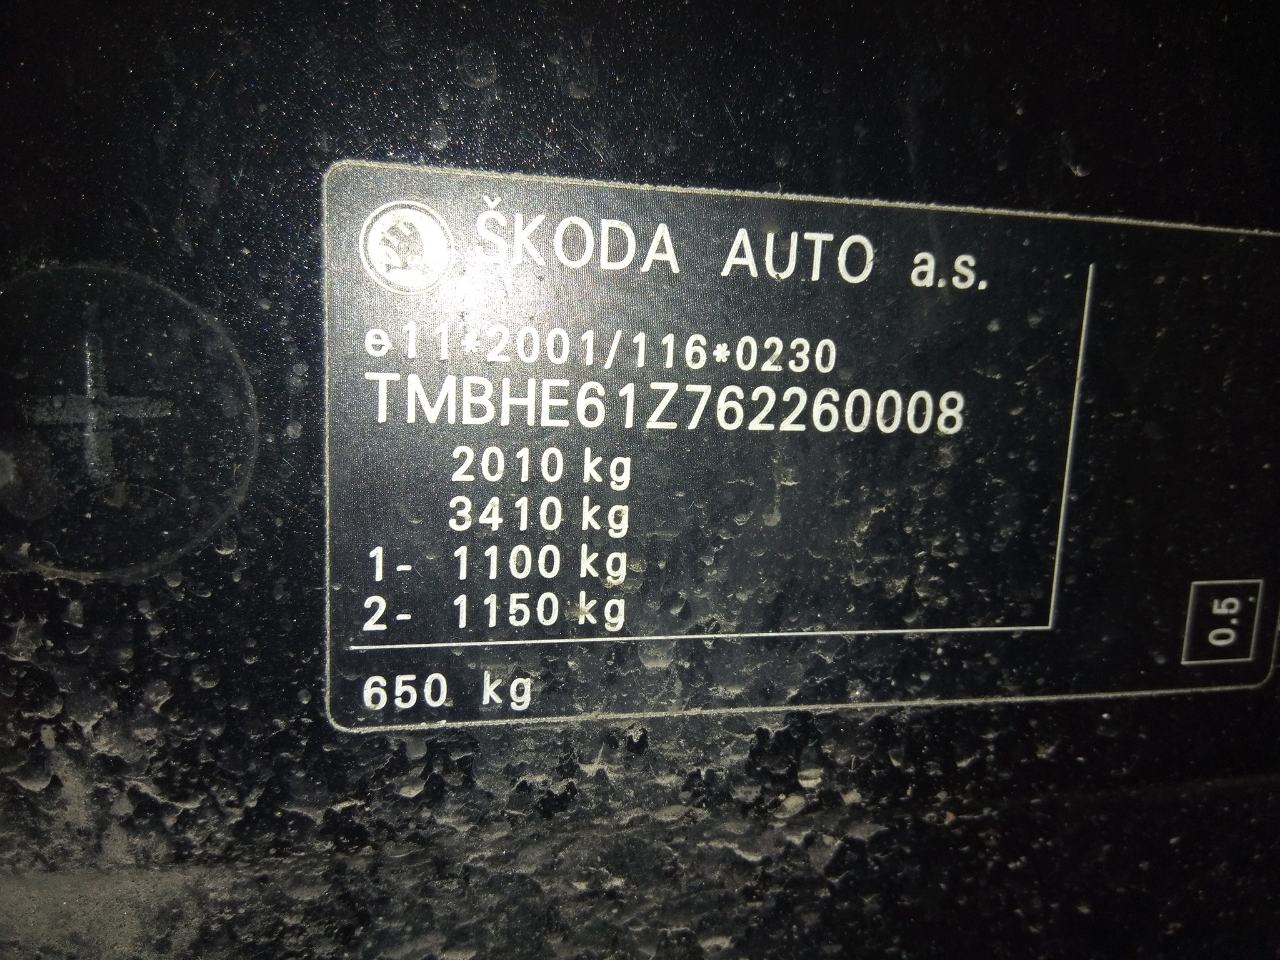 ŠKODA AUTO a.s.
e11*2001/116*0230
TMBHE61Z762260008
2010 kg
3410 kg
1- 1100 kg
2- 1150 kg
650 kg
0.5